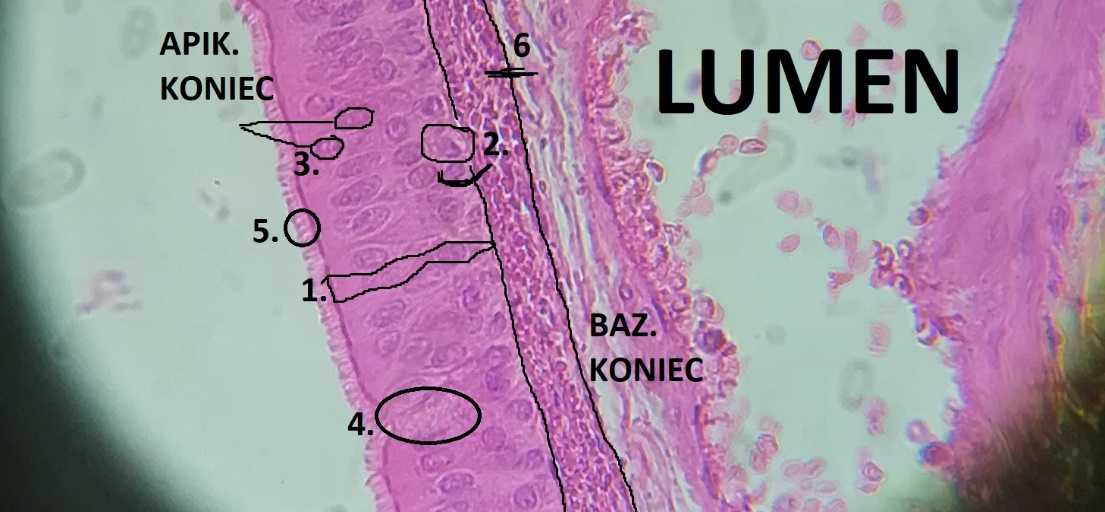 APIK.
KONIEC
6
LUMEN
2.
3.
5.
1.
BAZ.
KONIEC
4.